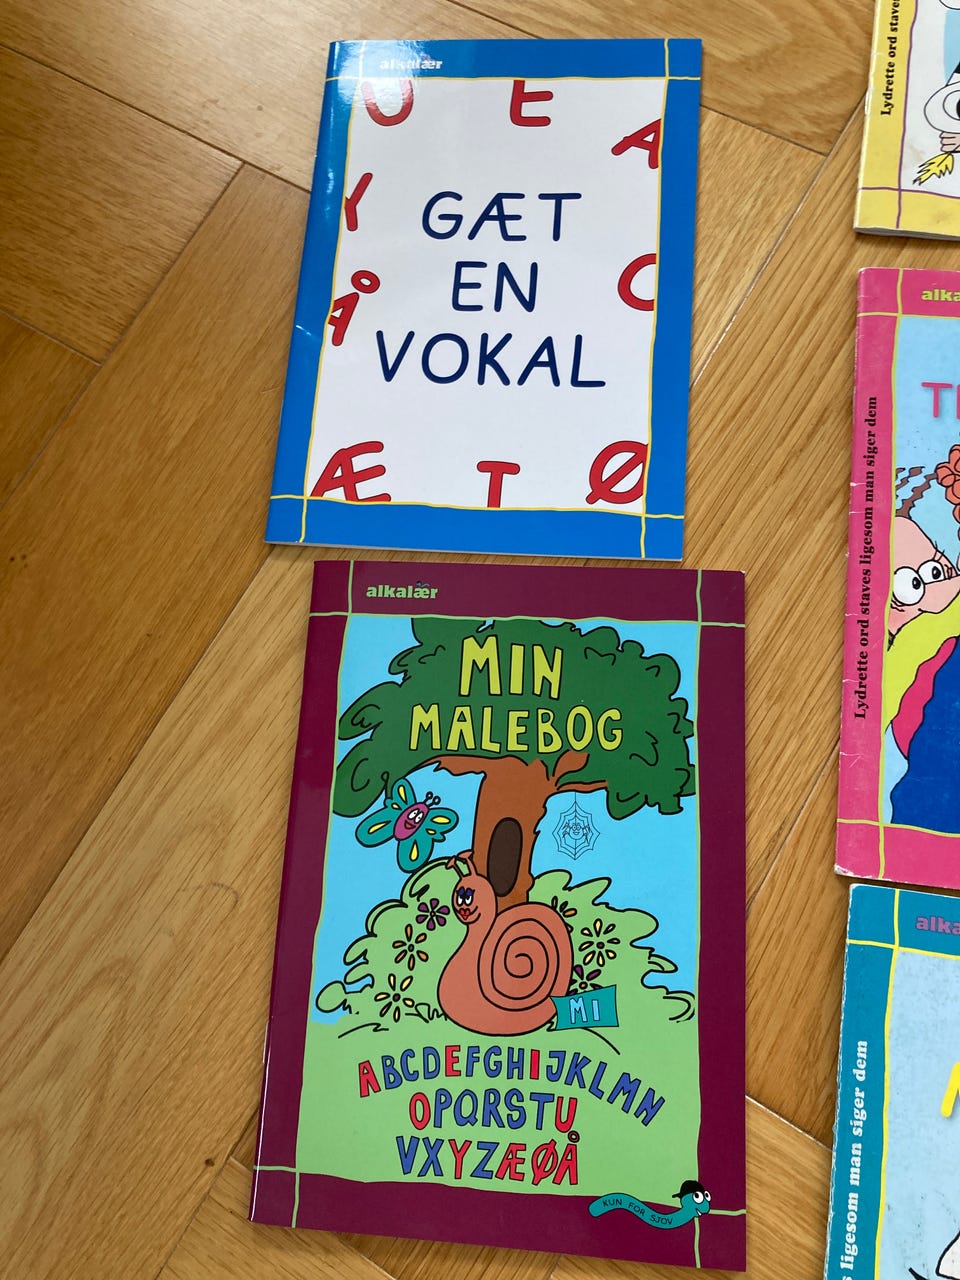 alkalær
U E A
Y
GÆT
EN
Å
VOKAL
Æ Ø
alkalær
MIN
MALEBOG
MI
ABCDEFGHIJKLMN
OPQRSTU
VXYZÆØÅ
KUN FOR SJOV
Lydrette ord staves
alka
Lydrette ord staves ligesom man siger dem
alka
s ligesom man siger dem